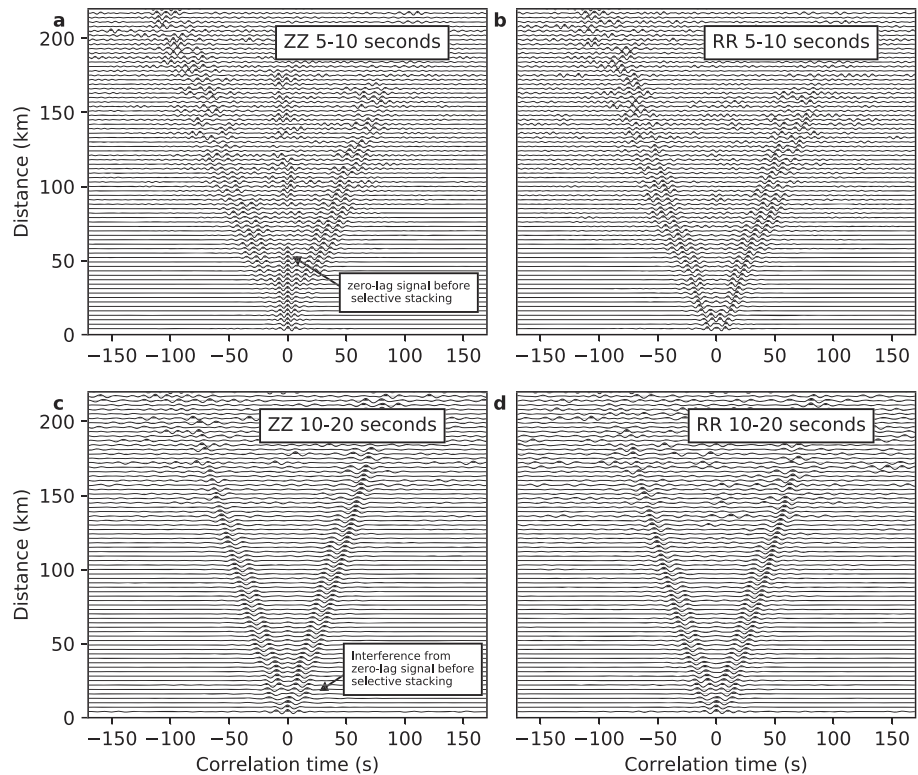 a
ZZ 5-10 seconds
b
RR 5-10 seconds
Distance (km)
200
150
100
50
0
zero-lag signal before
selective stacking
−150 −100 −50 0 50 100 150
−150 −100 −50 0 50 100 150
c
ZZ 10-20 seconds
d
RR 10-20 seconds
Distance (km)
200
150
100
50
0
Interference from
zero-lag signal before
selective stacking
−150 −100 −50 0 50 100 150
−150 −100 −50 0 50 100 150
Correlation time (s)
Correlation time (s)